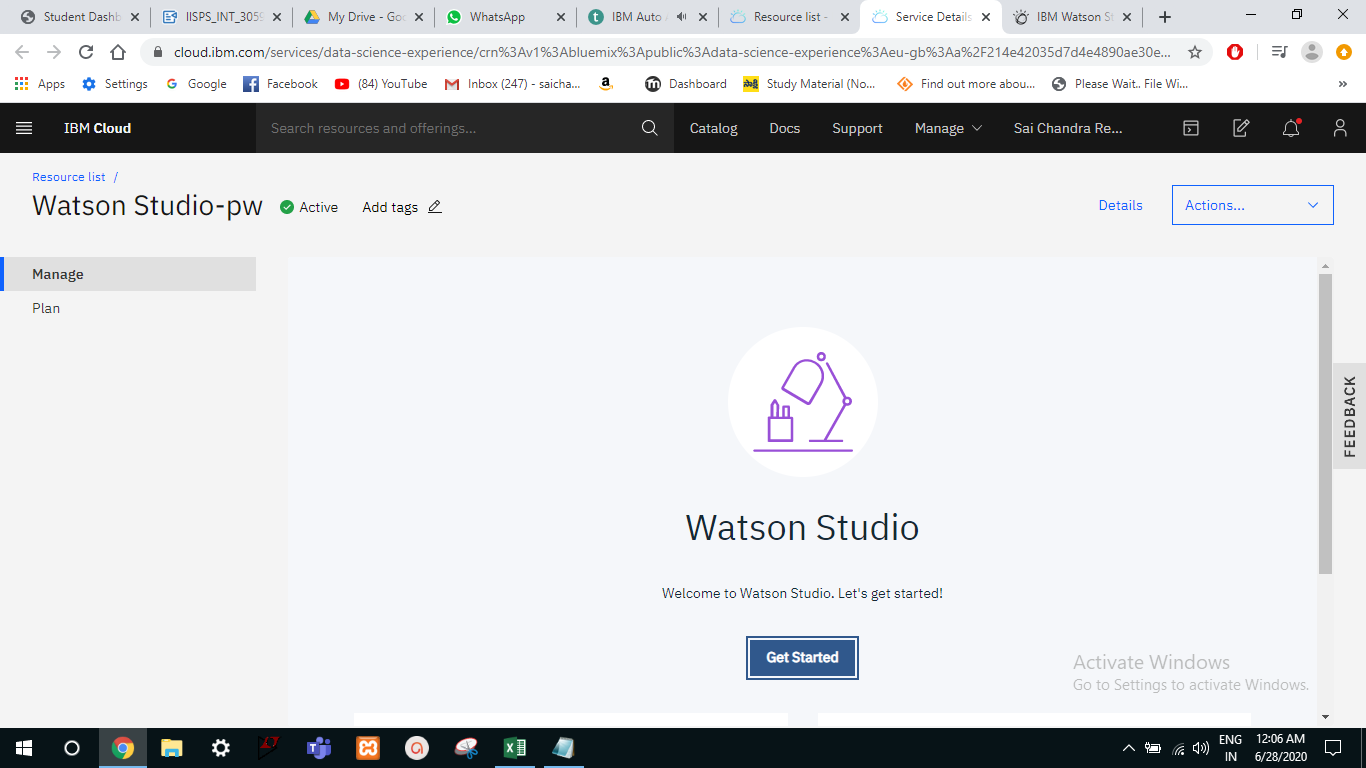 Student Dashb
IISPS_INT_3059
My Drive - Goo
WhatsApp
IBM Auto
Resource list -
Service Details
IBM Watson St
cloud.ibm.com/services/data-science-experience/crn%3Av1%3Abluemix%3Apublic%3Adata-science-experience%3Aeu-gb%3Aa%2F214e42035d7d4e4890ae30e...
Apps
Settings
Google
Facebook
(84) YouTube
Inbox (247) - saicha...
Dashboard
Study Material (No...
Find out more abou...
Please Wait.. File Wi...
IBM Cloud
Search resources and offerings...
Catalog
Docs
Support
Manage
Sai Chandra Re...
Resource list /
Watson Studio-pw
Active
Add tags
Details
Actions...
Manage
Plan
FEEDBACK
Watson Studio
Welcome to Watson Studio. Let's get started!
Get Started
Activate Windows
Go to Settings to activate Windows.
ENG
IN
12:06 AM
6/28/2020